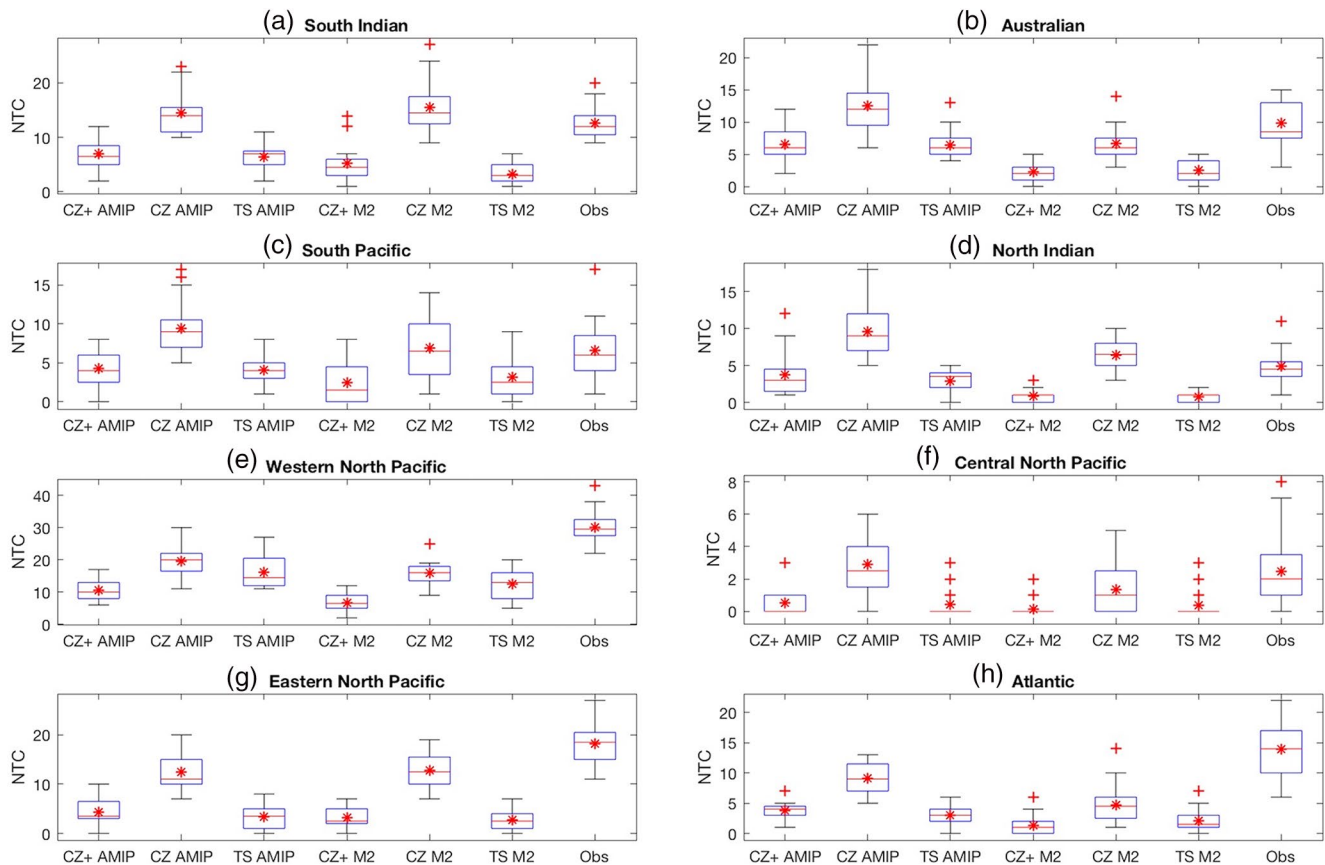 (a) South Indian
NTC
20
10
0
CZ+ AMIP CZ AMIP TS AMIP CZ+ M2 CZ M2 TS M2 Obs
(b) Australian
NTC
20
15
10
5
0
CZ+ AMIP CZ AMIP TS AMIP CZ+ M2 CZ M2 TS M2 Obs
(c) South Pacific
NTC
15
10
5
0
CZ+ AMIP CZ AMIP TS AMIP CZ+ M2 CZ M2 TS M2 Obs
(d) North Indian
NTC
15
10
5
0
CZ+ AMIP CZ AMIP TS AMIP CZ+ M2 CZ M2 TS M2 Obs
(e) Western North Pacific
NTC
40
30
20
10
0
CZ+ AMIP CZ AMIP TS AMIP CZ+ M2 CZ M2 TS M2 Obs
(f) Central North Pacific
NTC
8
6
4
2
0
CZ+ AMIP CZ AMIP TS AMIP CZ+ M2 CZ M2 TS M2 Obs
(g) Eastern North Pacific
NTC
20
10
0
CZ+ AMIP CZ AMIP TS AMIP CZ+ M2 CZ M2 TS M2 Obs
(h) Atlantic
NTC
20
15
10
5
0
CZ+ AMIP CZ AMIP TS AMIP CZ+ M2 CZ M2 TS M2 Obs